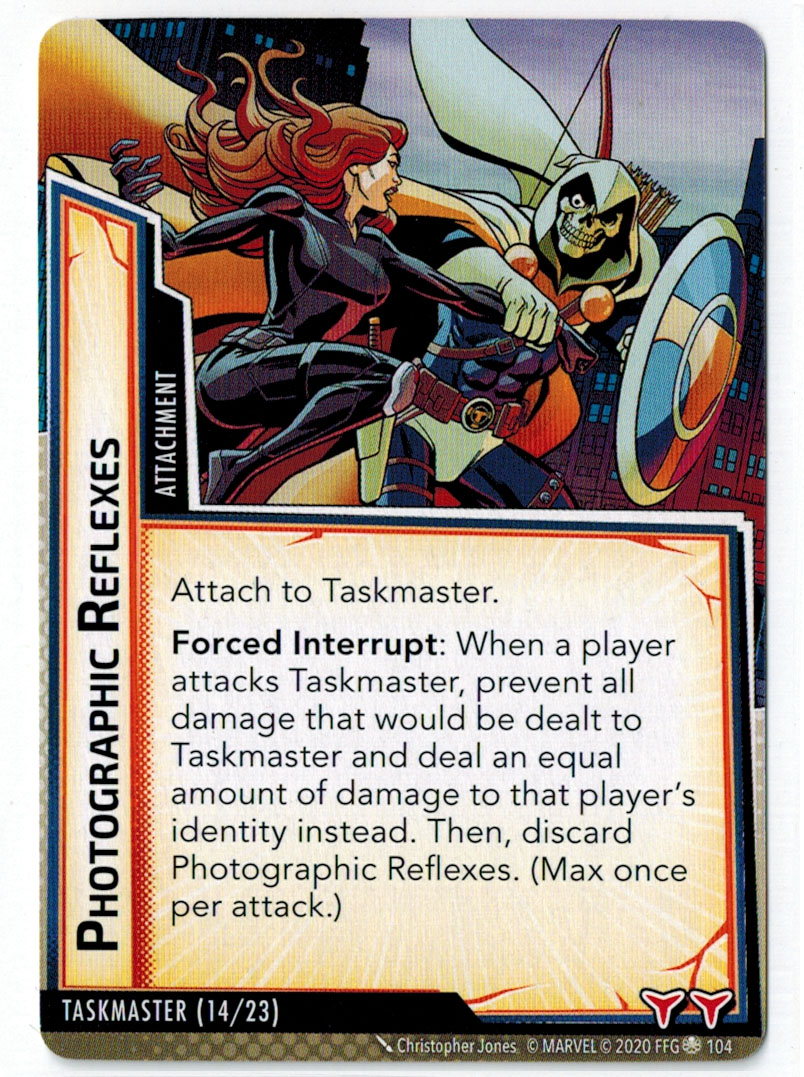 PHOTOGRAPHIC REFLEXES
ATTACHMENT
Attach to Taskmaster.
Forced Interrupt: When a player
attacks Taskmaster, prevent all
damage that would be dealt to
Taskmaster and deal an equal
amount of damage to that player's
identity instead. Then, discard
Photographic Reflexes. (Max once
per attack.)
TASKMASTER (14/23)
Christopher Jones © MARVEL © 2020 FFG 104